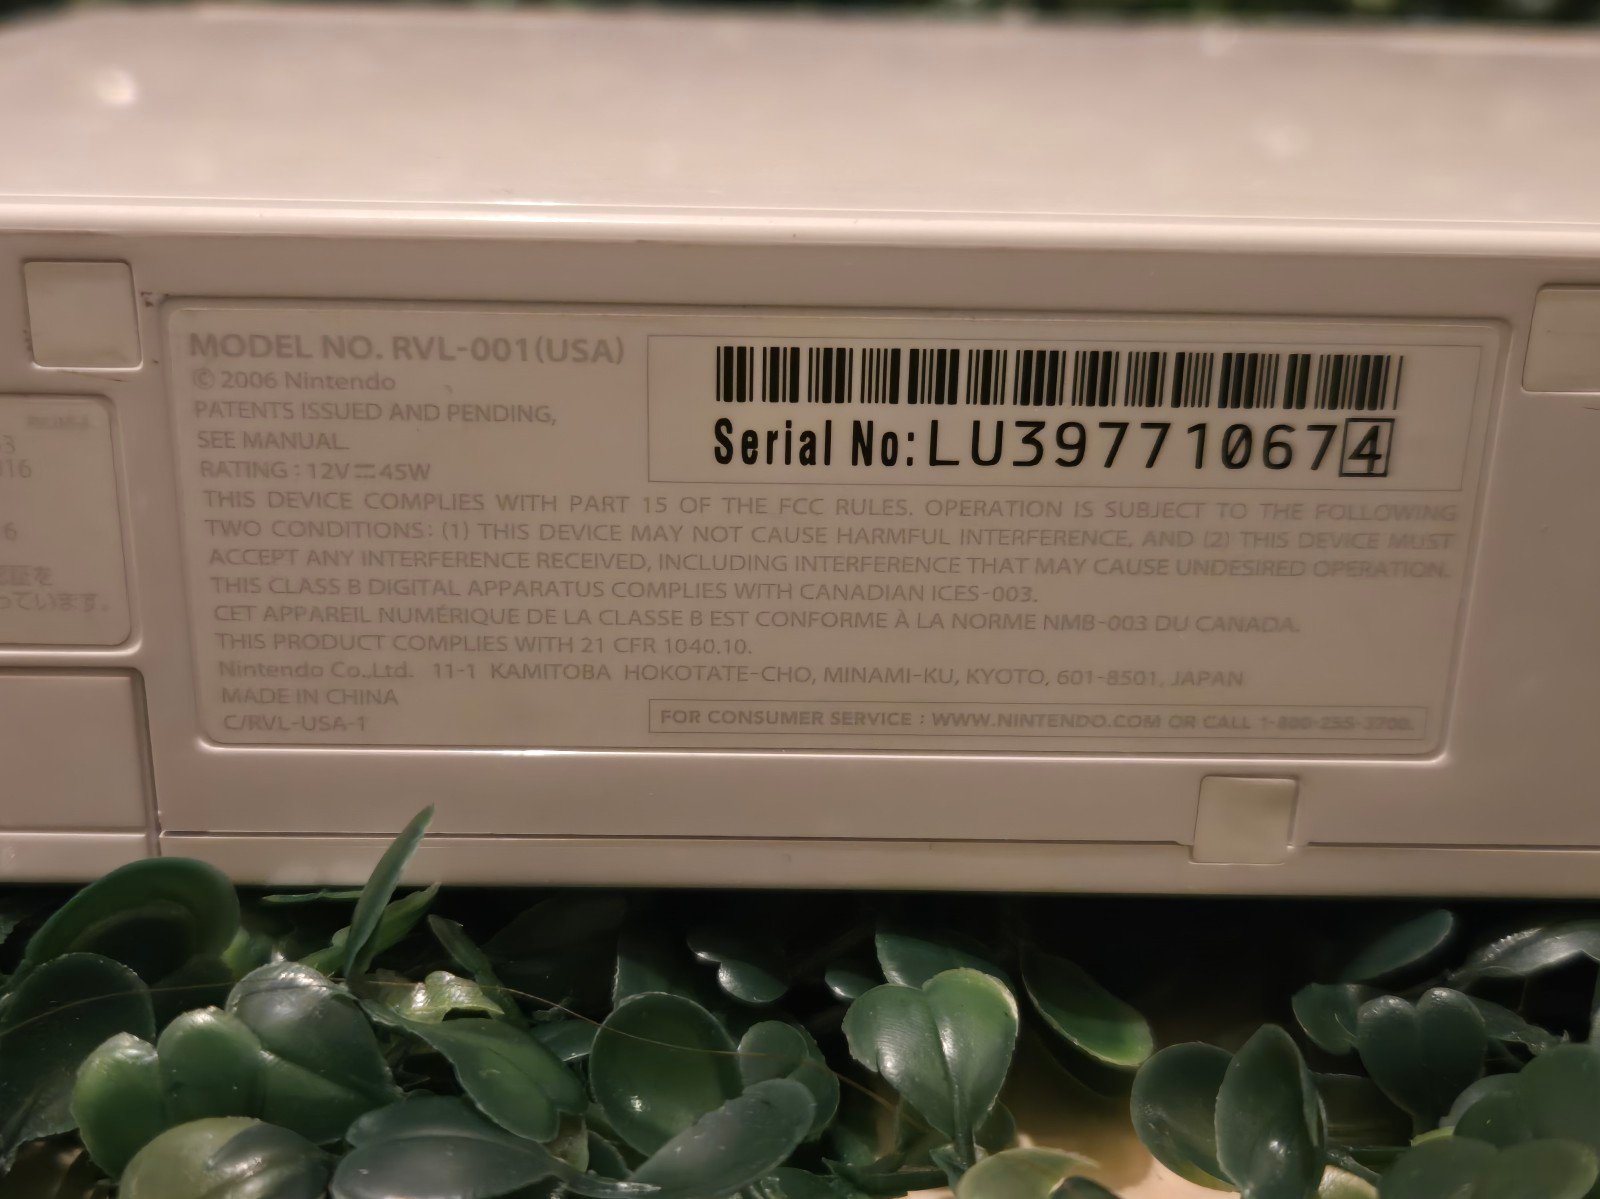 MODEL NO. RVL-001(USA)
© 2006 Nintendo
PATENTS ISSUED AND PENDING,
SEE MANUAL.
RATING : 12V⎓45W
Serial No:LU397710674
THIS DEVICE COMPLIES WITH PART 15 OF THE FCC RULES. OPERATION IS SUBJECT TO THE FOLLOWING
TWO CONDITIONS: (1) THIS DEVICE MAY NOT CAUSE HARMFUL INTERFERENCE, AND (2) THIS DEVICE MUST
ACCEPT ANY INTERFERENCE RECEIVED, INCLUDING INTERFERENCE THAT MAY CAUSE UNDESIRED OPERATION.
THIS CLASS B DIGITAL APPARATUS COMPLIES WITH CANADIAN ICES-003.
CET APPAREIL NUMÉRIQUE DE LA CLASSE B EST CONFORME À LA NORME NMB-003 DU CANADA.
THIS PRODUCT COMPLIES WITH 21 CFR 1040.10.
Nintendo Co.,Ltd. 11-1 KAMITOBA HOKOTATE-CHO, MINAMI-KU, KYOTO, 601-8501, JAPAN
MADE IN CHINA
C/RVL-USA-1
FOR CONSUMER SERVICE : WWW.NINTENDO.COM OR CALL 1-800-255-3700.